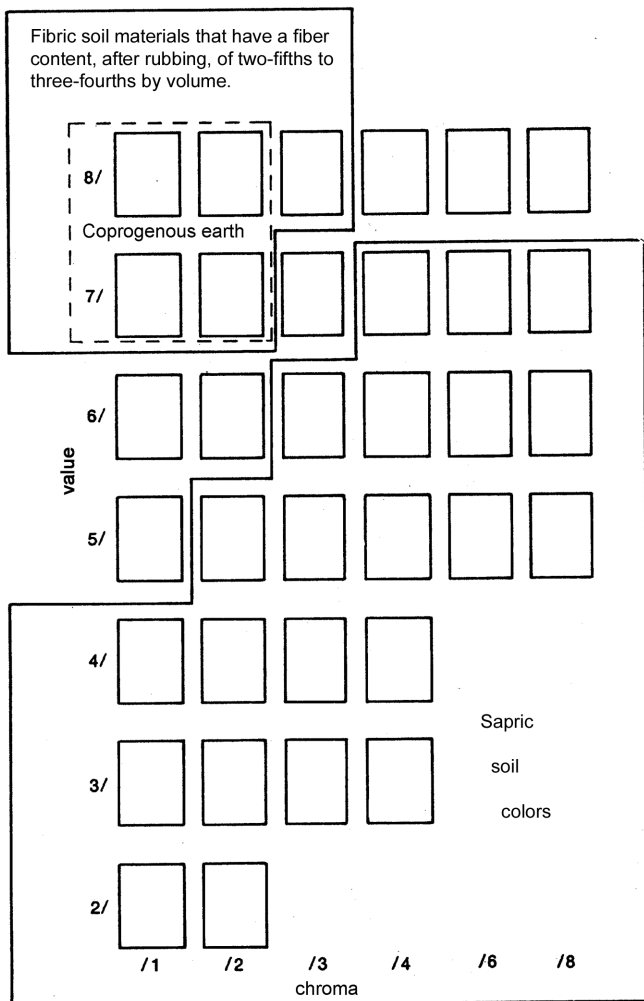 Fibric soil materials that have a fiber
content, after rubbing, of two-fifths to
three-fourths by volume.
8/
Coprogenous earth
7/
6/
value
5/
4/
Sapric
3/
soil
colors
2/
/1 /2 /3 /4 /6 /8
chroma